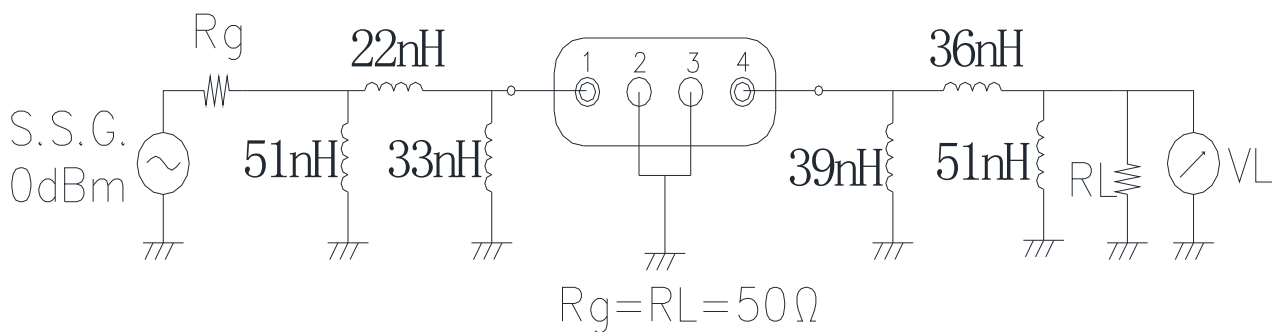 Rg
22nH
36nH
1 2 3 4
S.S.G.
0dBm
51nH
33nH
39nH
51nH
RL
VL
Rg=RL=50Ω